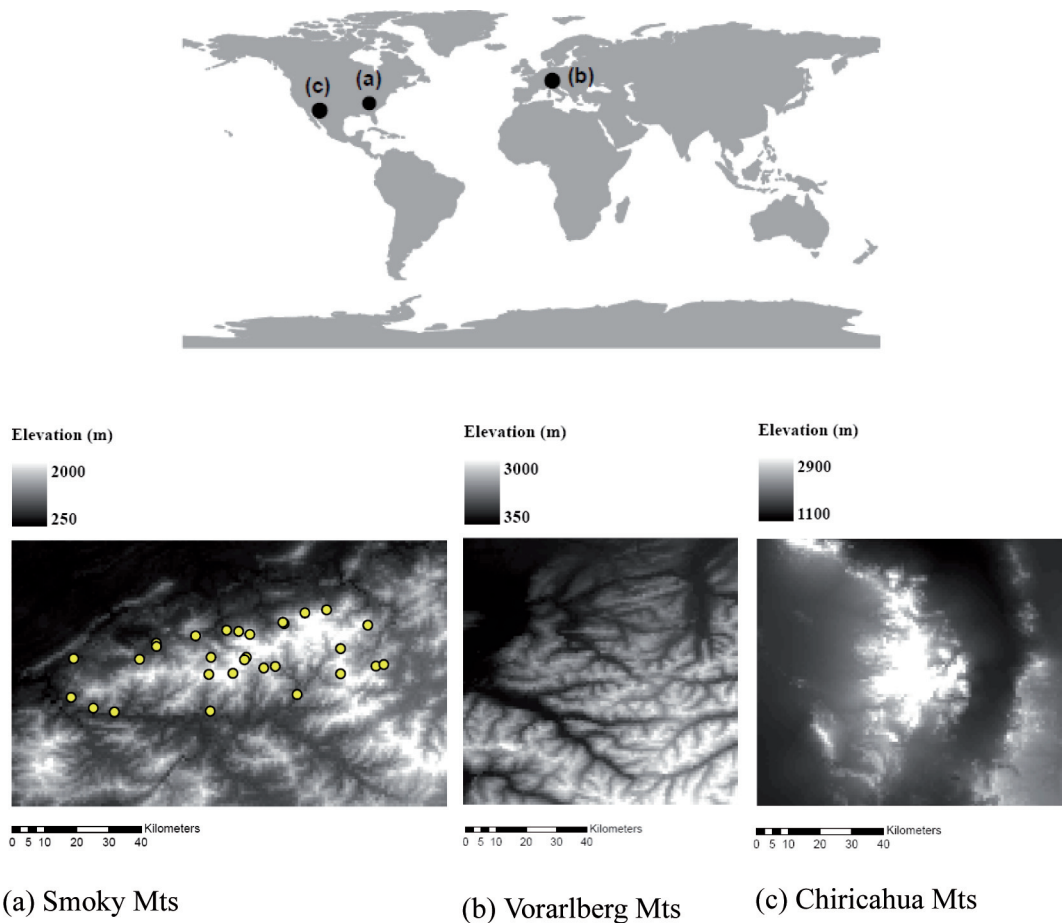 (c)
(a)
(b)
Elevation (m)
2000
250
Elevation (m)
3000
350
Elevation (m)
2900
1100
Kilometers
0 5 10 20 30 40
Kilometers
0 5 10 20 30 40
Kilometers
0 5 10 20 30 40
(a) Smoky Mts
(b) Vorarlberg Mts
(c) Chiricahua Mts